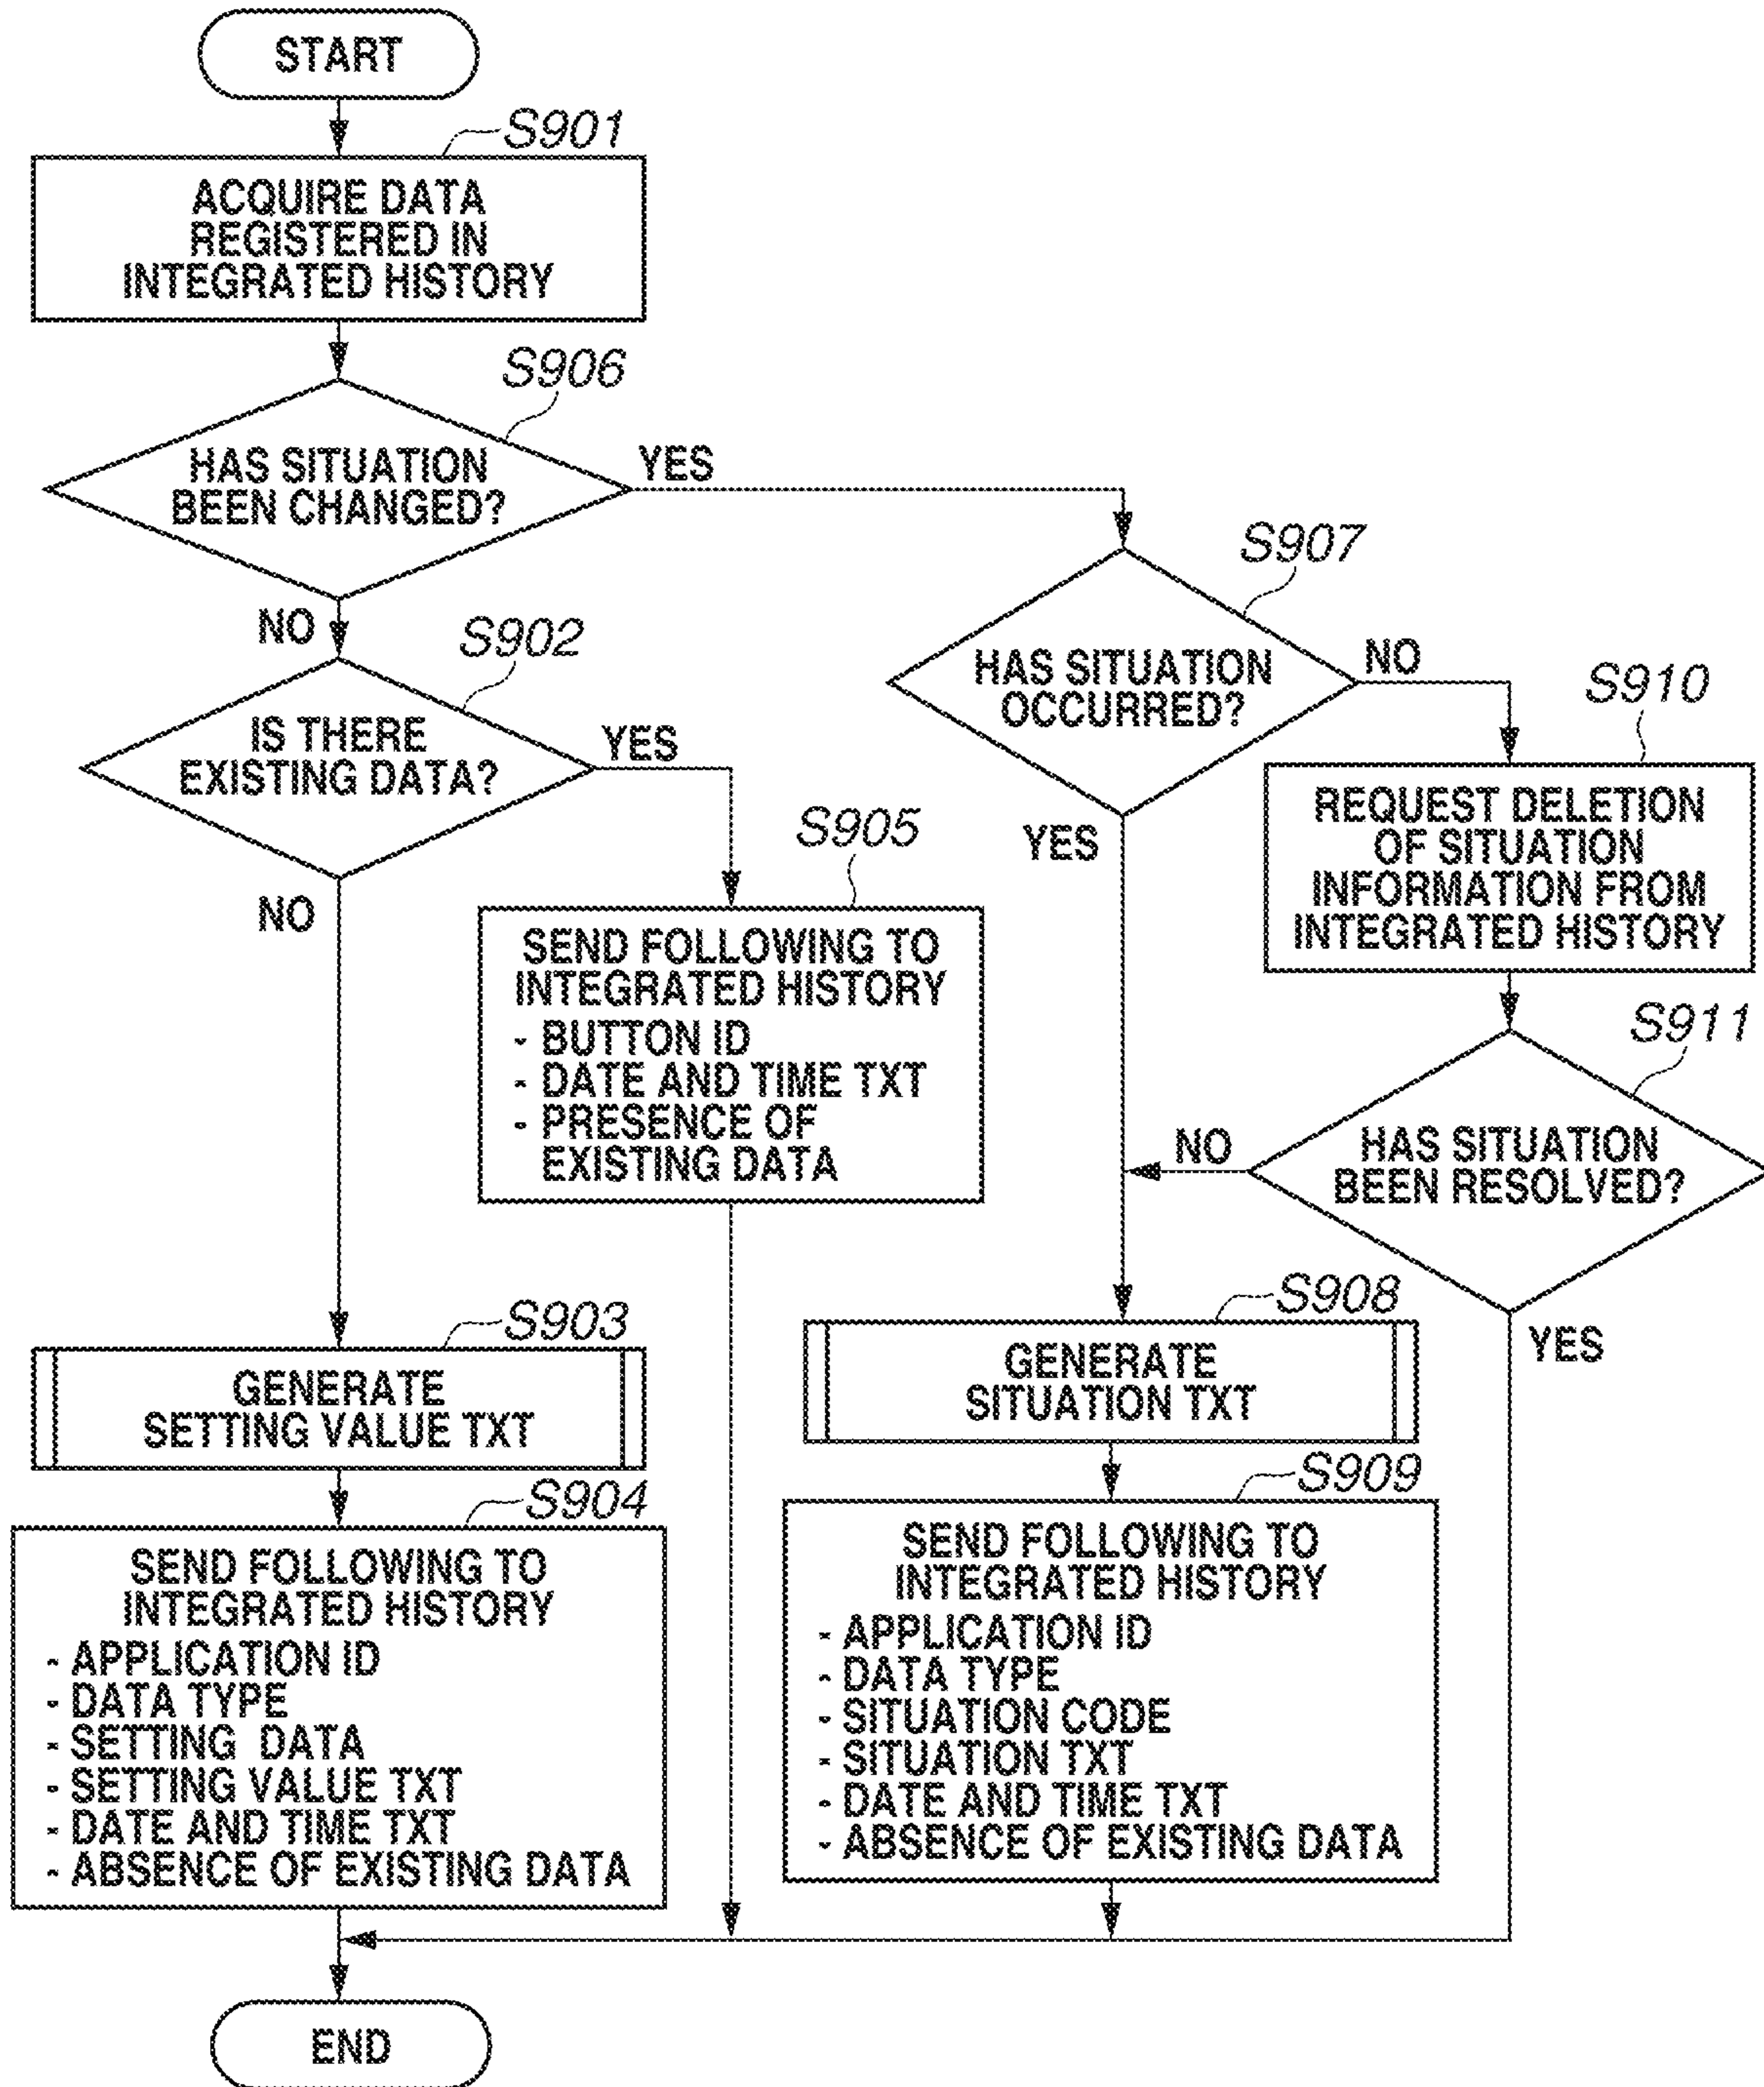 START
S901
ACQUIRE DATA
REGISTERED IN
INTEGRATED HISTORY
S906
HAS SITUATION
BEEN CHANGED?
YES
NO
S902
IS THERE
EXISTING DATA?
YES
NO
S905
SEND FOLLOWING TO
INTEGRATED HISTORY
- BUTTON ID
- DATE AND TIME TXT
- PRESENCE OF
EXISTING DATA
S907
HAS SITUATION
OCCURRED?
NO
YES
S910
REQUEST DELETION
OF SITUATION
INFORMATION FROM
INTEGRATED HISTORY
S911
HAS SITUATION
BEEN RESOLVED?
NO
YES
S903
GENERATE
SETTING VALUE TXT
S904
SEND FOLLOWING TO
INTEGRATED HISTORY
- APPLICATION ID
- DATA TYPE
- SETTING DATA
- SETTING VALUE TXT
- DATE AND TIME TXT
- ABSENCE OF EXISTING DATA
S908
GENERATE
SITUATION TXT
S909
SEND FOLLOWING TO
INTEGRATED HISTORY
- APPLICATION ID
- DATA TYPE
- SITUATION CODE
- SITUATION TXT
- DATE AND TIME TXT
- ABSENCE OF EXISTING DATA
END